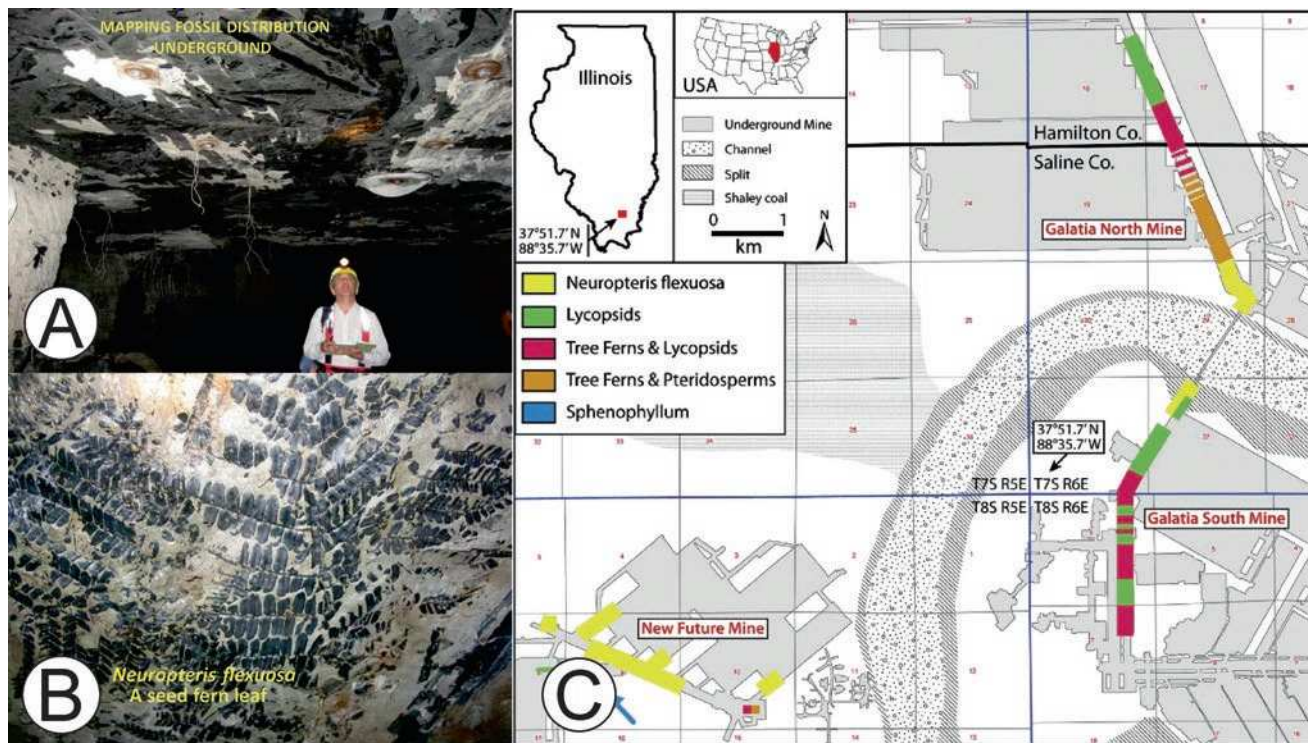 MAPPING FOSSIL DISTRIBUTION
UNDERGROUND
A
Neuropteris flexuosa
A seed fern leaf
B
Illinois
37°51.7'N
88°35.7'W
USA
Underground Mine
Channel
Split
Shaley coal
0 1
km
N
Neuropteris flexuosa
Lycopsids
Tree Ferns & Lycopsids
Tree Ferns & Pteridosperms
Sphenophyllum
Hamilton Co.
Saline Co.
Galatia North Mine
37°51.7'N
88°35.7'W
T7S R5E T7S R6E
T8S R5E T8S R6E
Galatia South Mine
New Future Mine
C